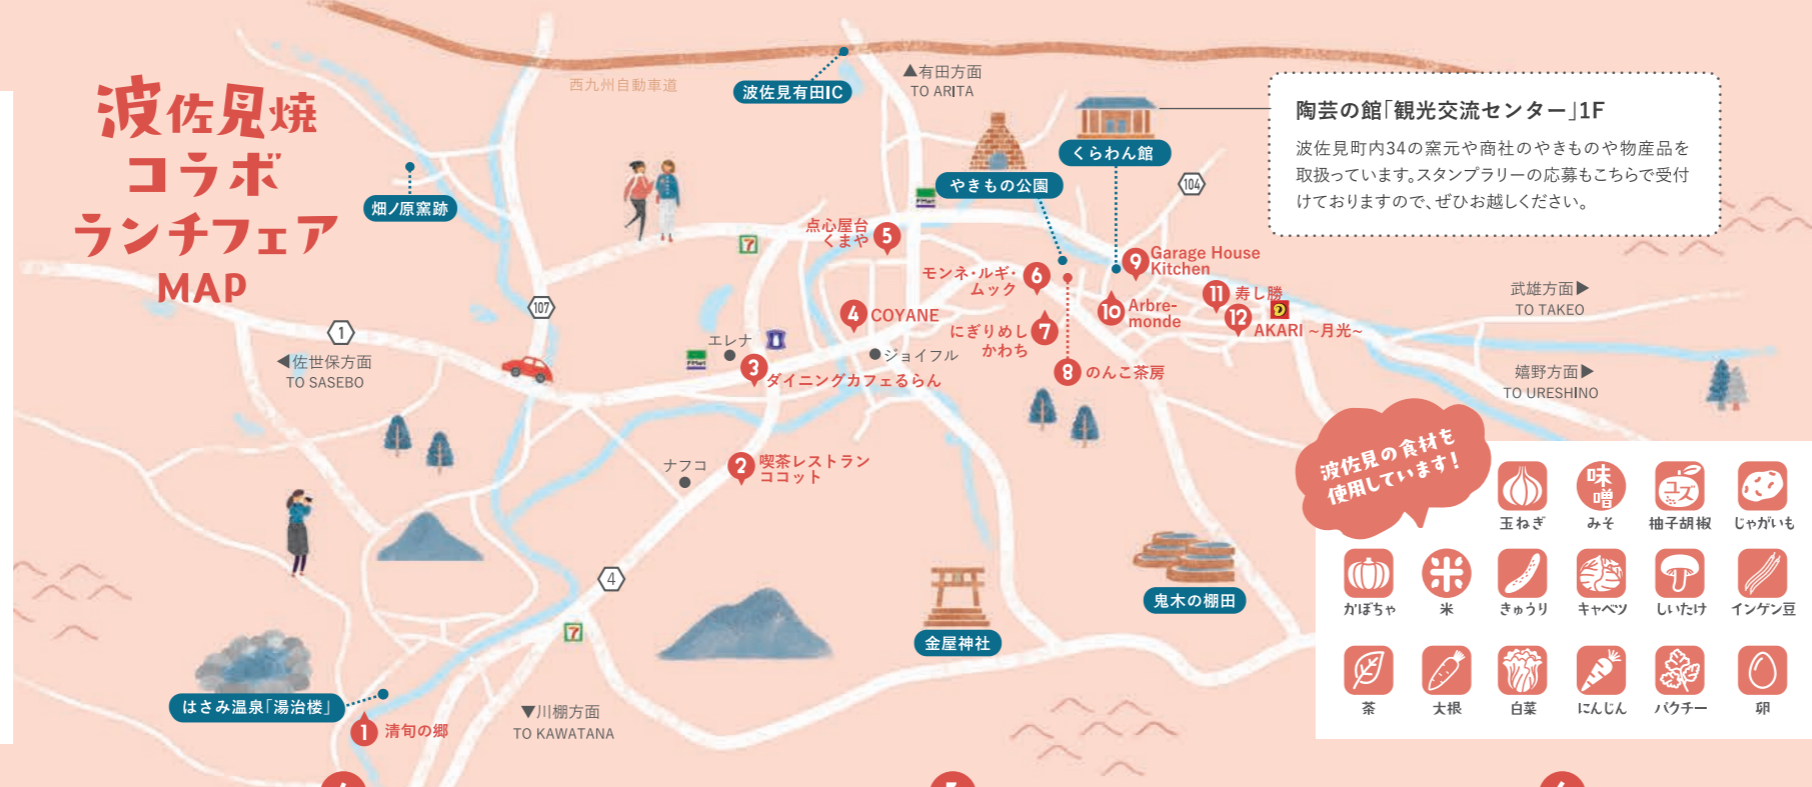 波佐見焼
コラボ
ランチフェア
MAP
西九州自動車道
波佐見有田IC
▲有田方面
TO ARITA
陶芸の館「観光交流センター」1F
波佐見町内34の窯元や商社のやきものや物産品を
取扱っています。スタンプラリーの応募もこちらで受付
けておりますので、ぜひお越しください。
くらわん館
やきもの公園
畑ノ原窯跡
104
107
1
4
◀佐世保方面
TO SASEBO
武雄方面▶
TO TAKEO
嬉野方面▶
TO URESHINO
▼川棚方面
TO KAWATANA
点心屋台
くまや
5
モンネ・ルギ・
ムック
6
9
Garage House
Kitchen
11
寿し勝
12
AKARI ~月光~
10
Arbre-
monde
4
COYANE
にぎりめし
かわち
7
8
のんこ茶房
エレナ
ジョイフル
3
ダイニングカフェるらん
ナフコ
2
喫茶レストラン
ココット
7
7
金屋神社
鬼木の棚田
はさみ温泉「湯治楼」
1
清旬の郷
波佐見の食材を
使用しています!
味
噌
ユズ
玉ねぎ
みそ
柚子胡椒
じゃがいも
米
かぼちゃ
米
きゅうり
キャベツ
しいたけ
インゲン豆
茶
大根
白菜
にんじん
パクチー
卵